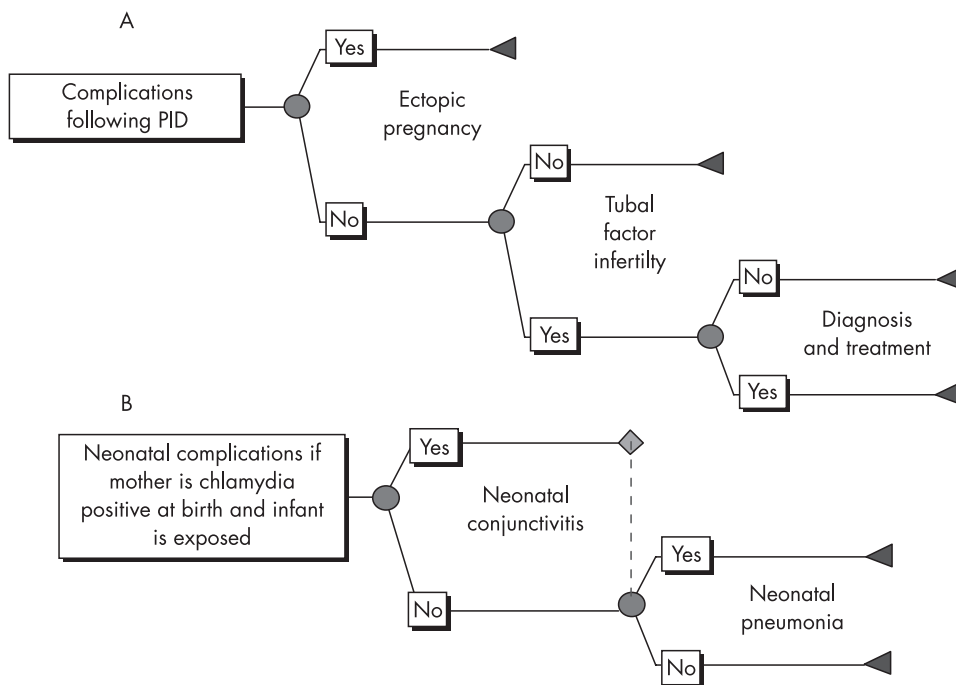 A
Yes
Complications
following PID
Ectopic
pregnancy
No
No
Tubal
factor
infertilty
No
Yes
Diagnosis
and treatment
Yes
B
Neonatal complications if
mother is chlamydia
positive at birth and infant
is exposed
Yes
Neonatal
conjunctivitis
No
Yes
Neonatal
pneumonia
No